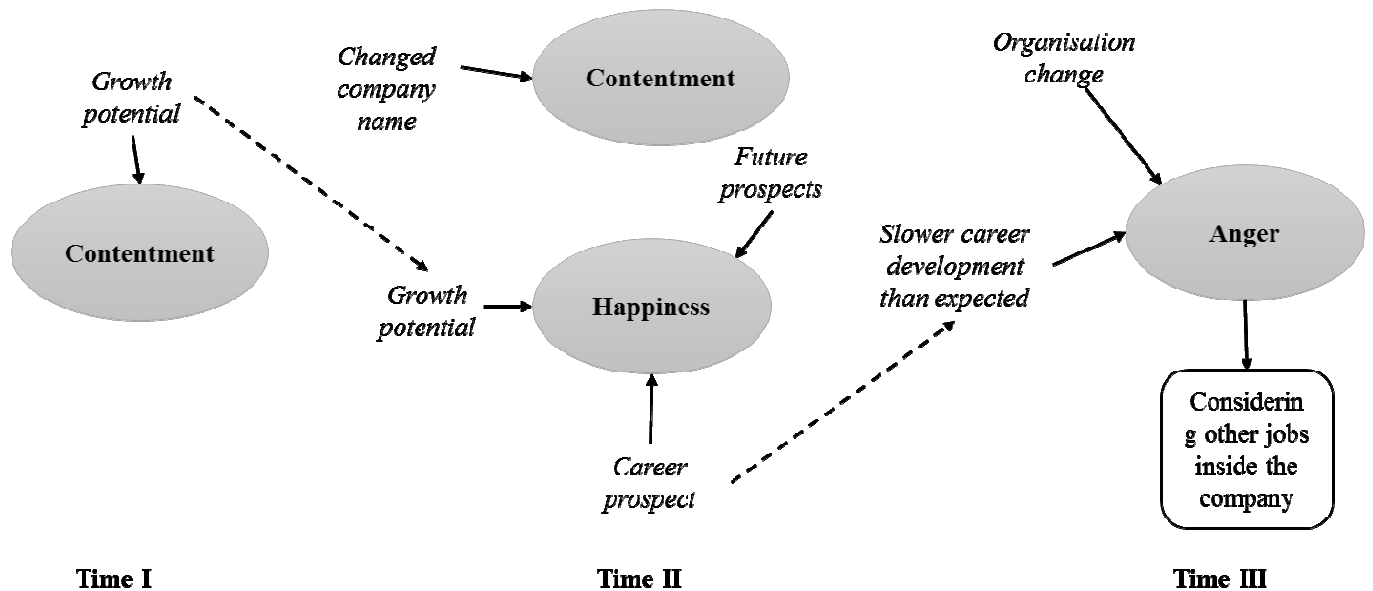 Growth
potential
Contentment
Changed
company
name
Contentment
Future
prospects
Growth
potential
Happiness
Career
prospect
Organisation
change
Slower career
development
than expected
Anger
Considerin
g other jobs
inside the
company
Time I
Time II
Time III